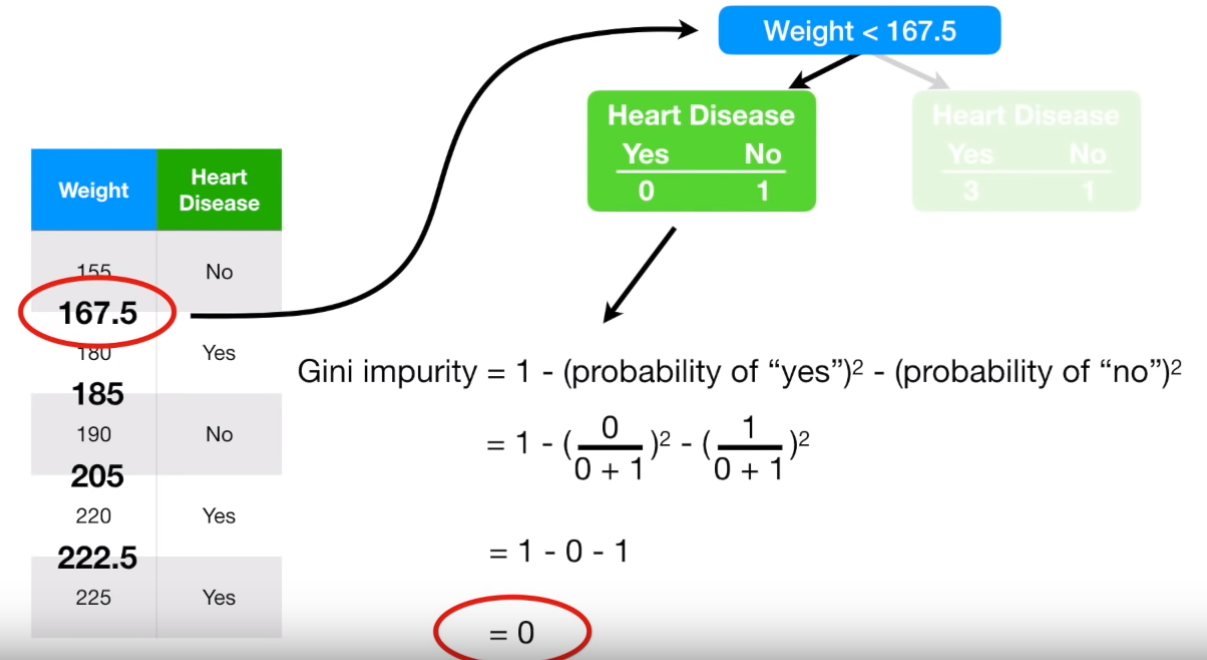 Weight < 167.5
Heart Disease
Yes No
0 1
Heart Disease
Yes No
3 1
Weight Heart Disease
155 No
167.5
180 Yes
185
190 No
205
220 Yes
222.5
225 Yes
Gini impurity = 1 - (probability of “yes”)² - (probability of “no”)²
= 1 - (0 / 0 + 1)² - (1 / 0 + 1)²
= 1 - 0 - 1
= 0